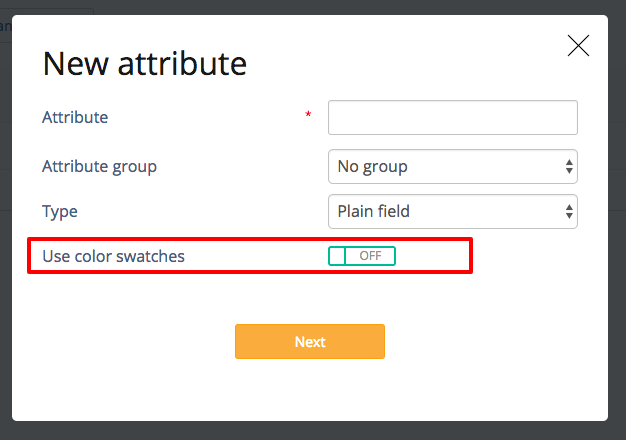 New attribute
Attribute *
Attribute group No group
Type Plain field
Use color swatches OFF
Next